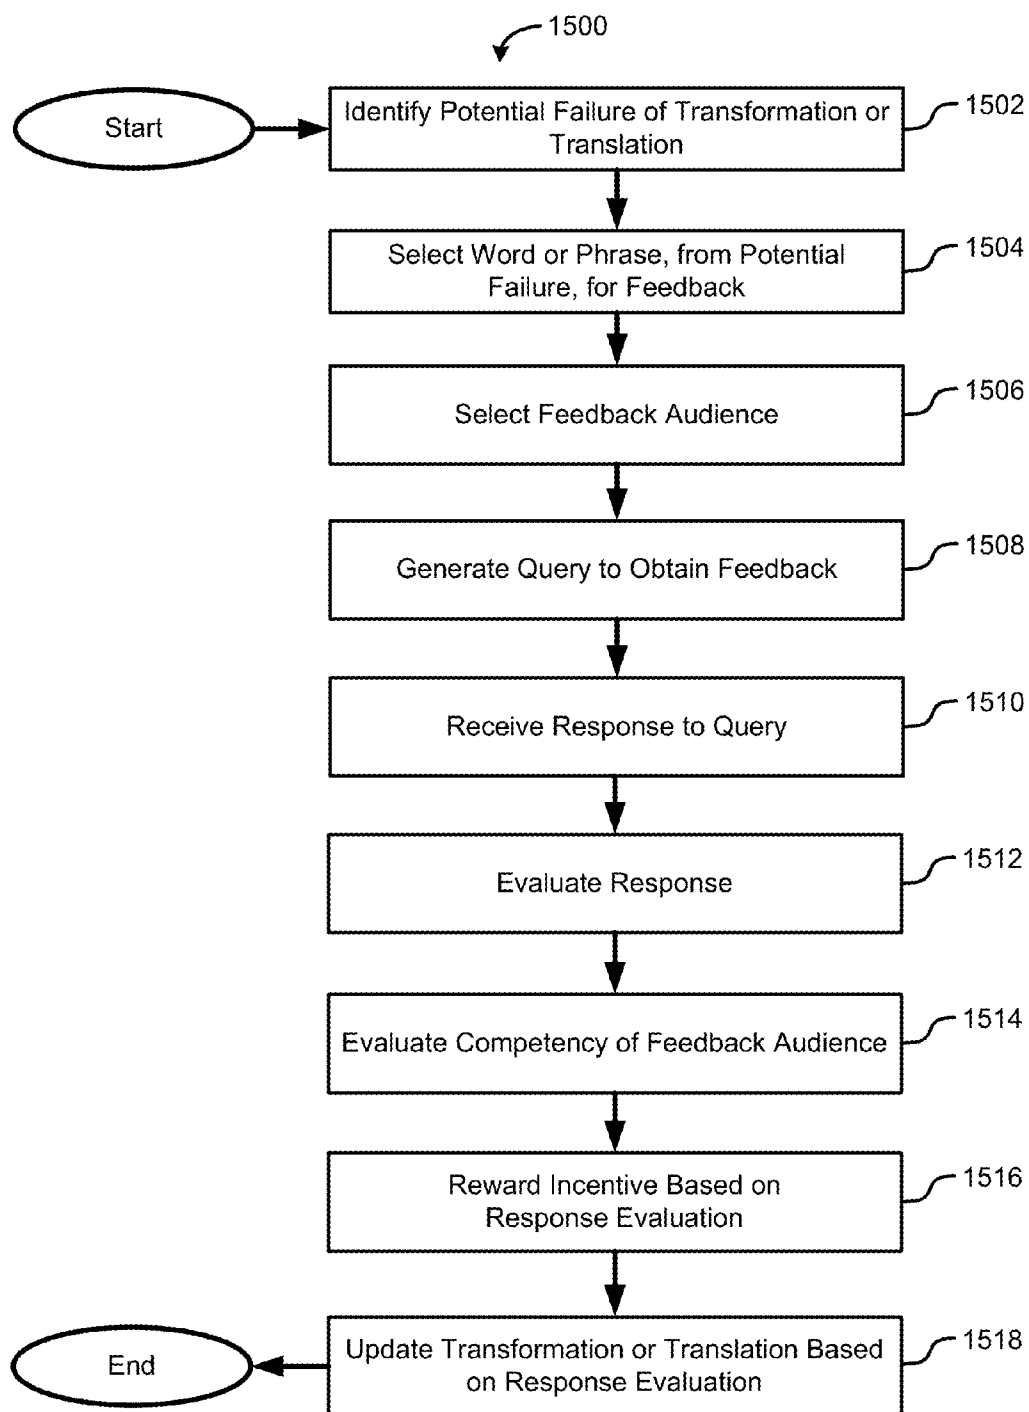 1500
Start
Identify Potential Failure of Transformation or
Translation
1502
Select Word or Phrase, from Potential
Failure, for Feedback
1504
Select Feedback Audience
1506
Generate Query to Obtain Feedback
1508
Receive Response to Query
1510
Evaluate Response
1512
Evaluate Competency of Feedback Audience
1514
Reward Incentive Based on
Response Evaluation
1516
Update Transformation or Translation Based
on Response Evaluation
1518
End